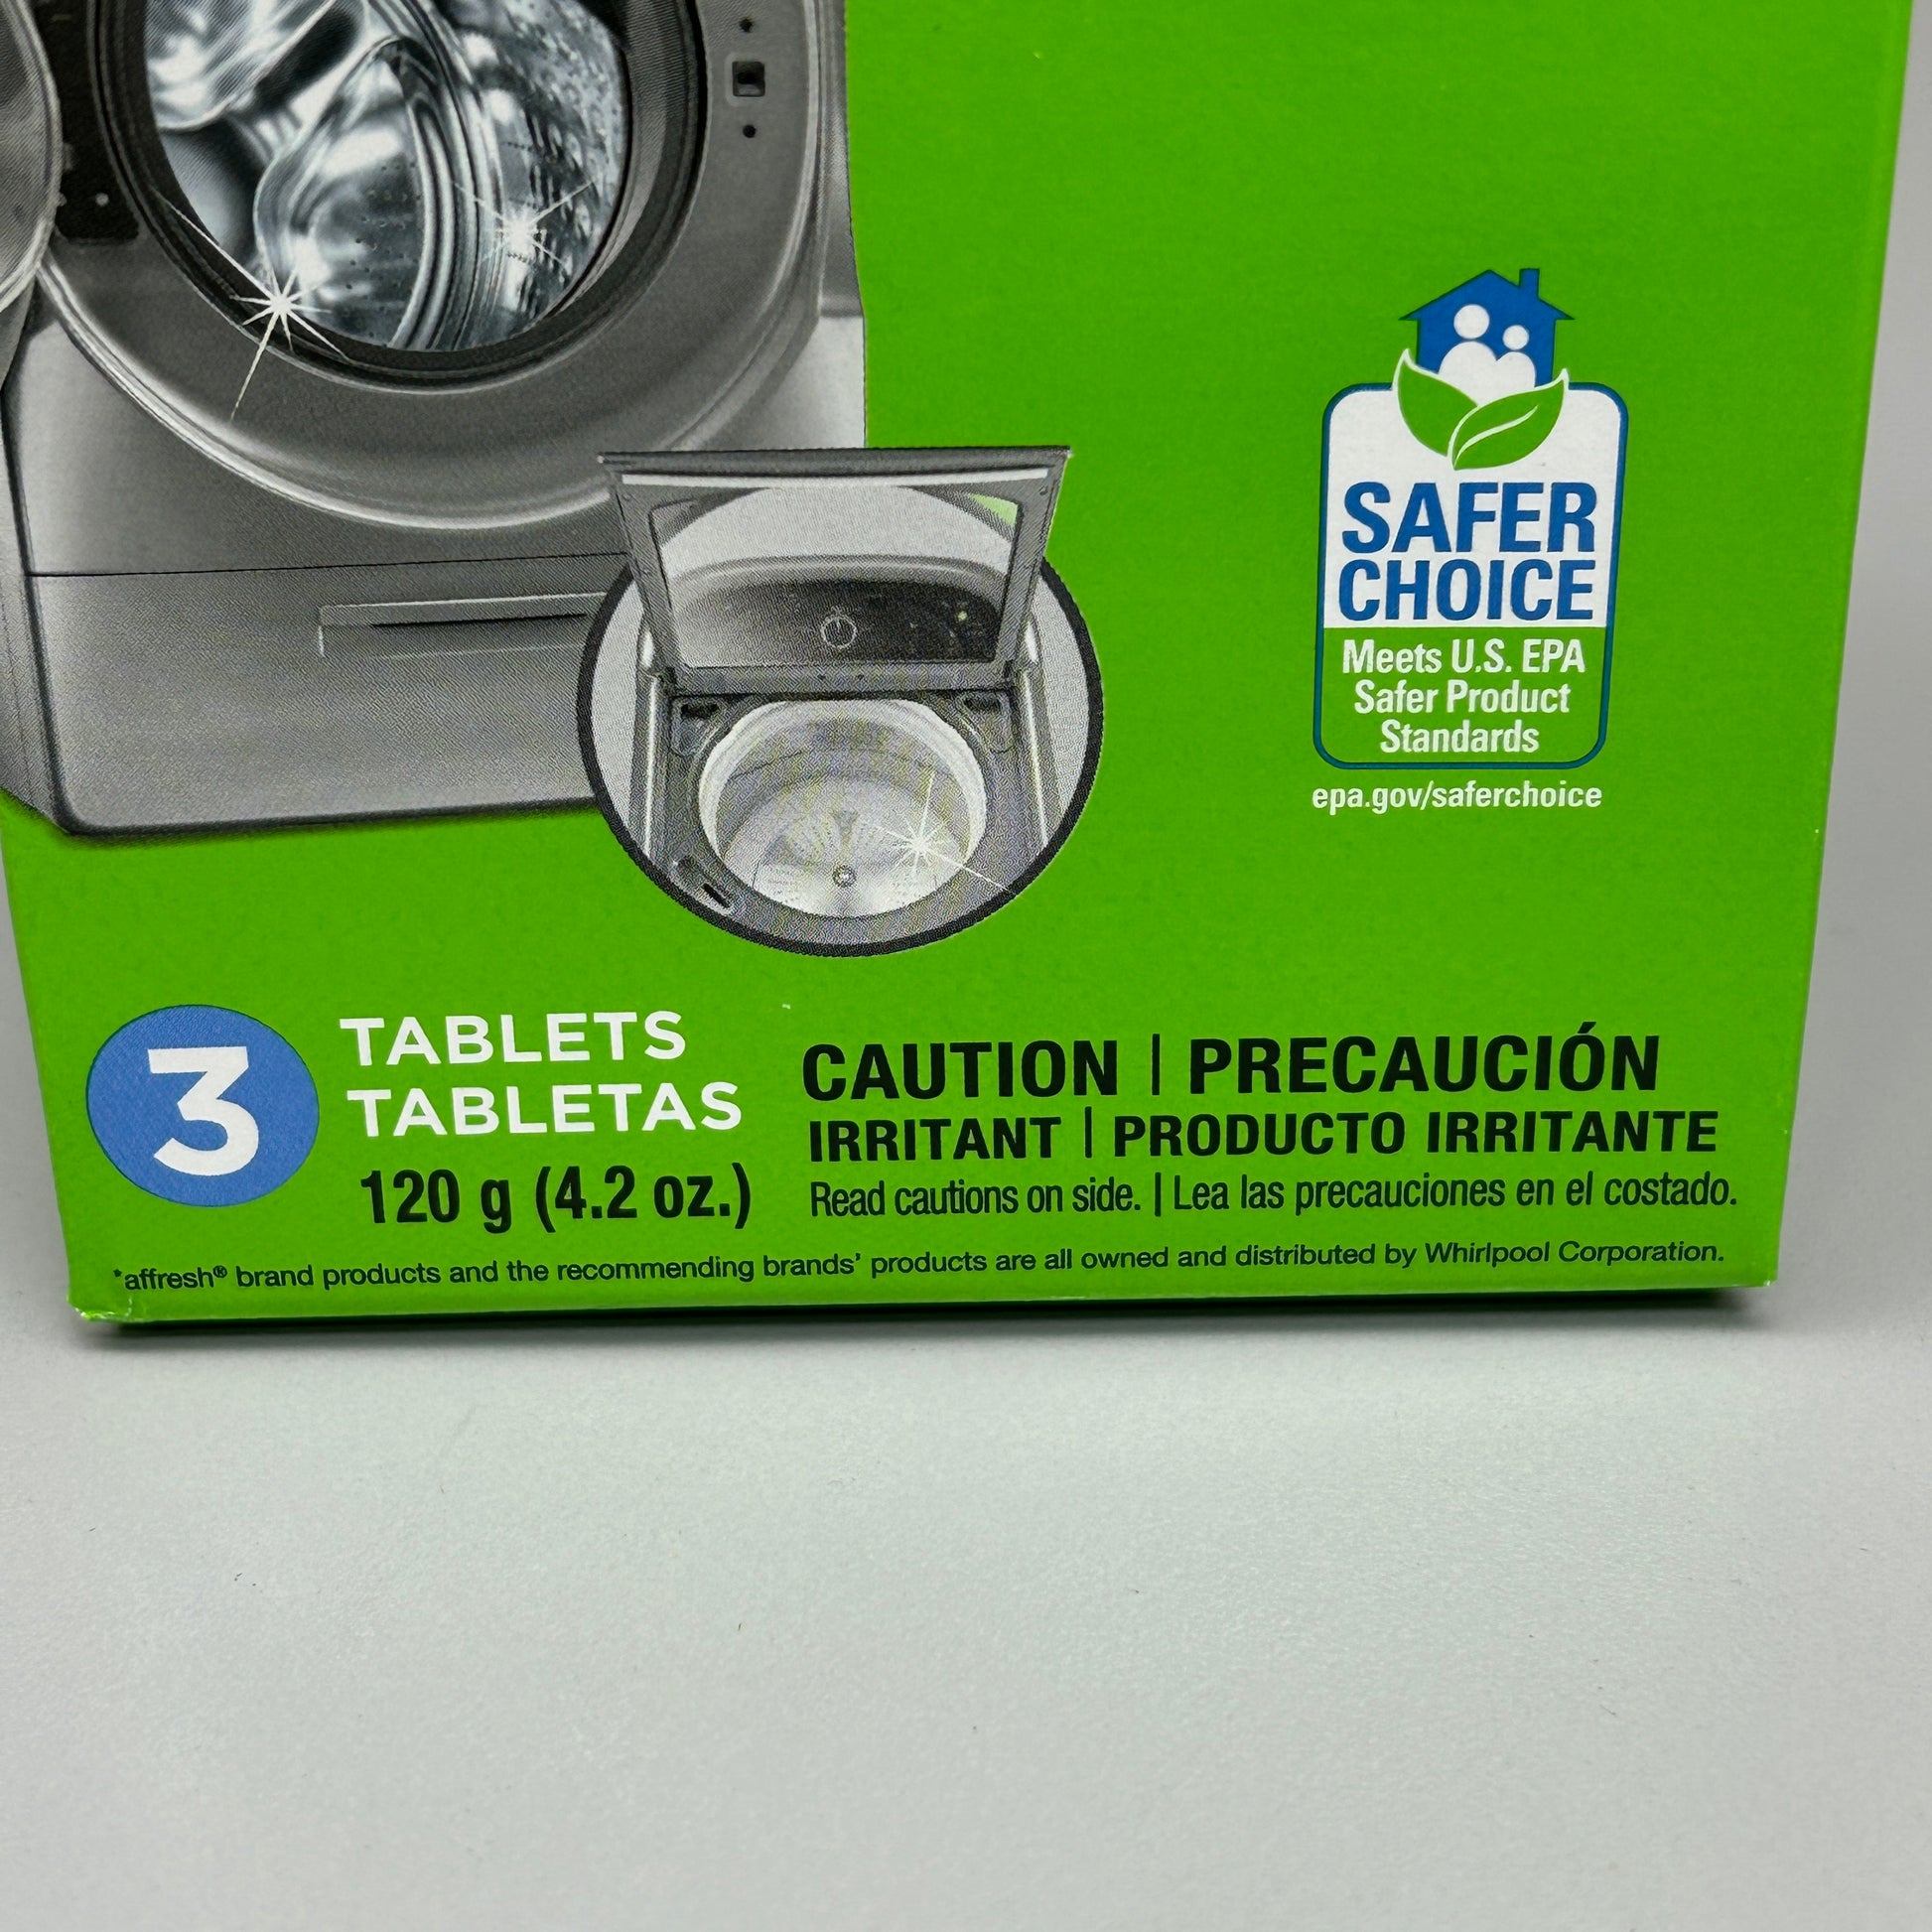 SAFER
CHOICE
Meets U.S. EPA
Safer Product
Standards
epa.gov/saferchoice
3
TABLETS
TABLETAS
120 g (4.2 oz.)
CAUTION | PRECAUCIÓN
IRRITANT | PRODUCTO IRRITANTE
Read cautions on side. | Lea las precauciones en el costado.
*affresh® brand products and the recommending brands' products are all owned and distributed by Whirlpool Corporation.